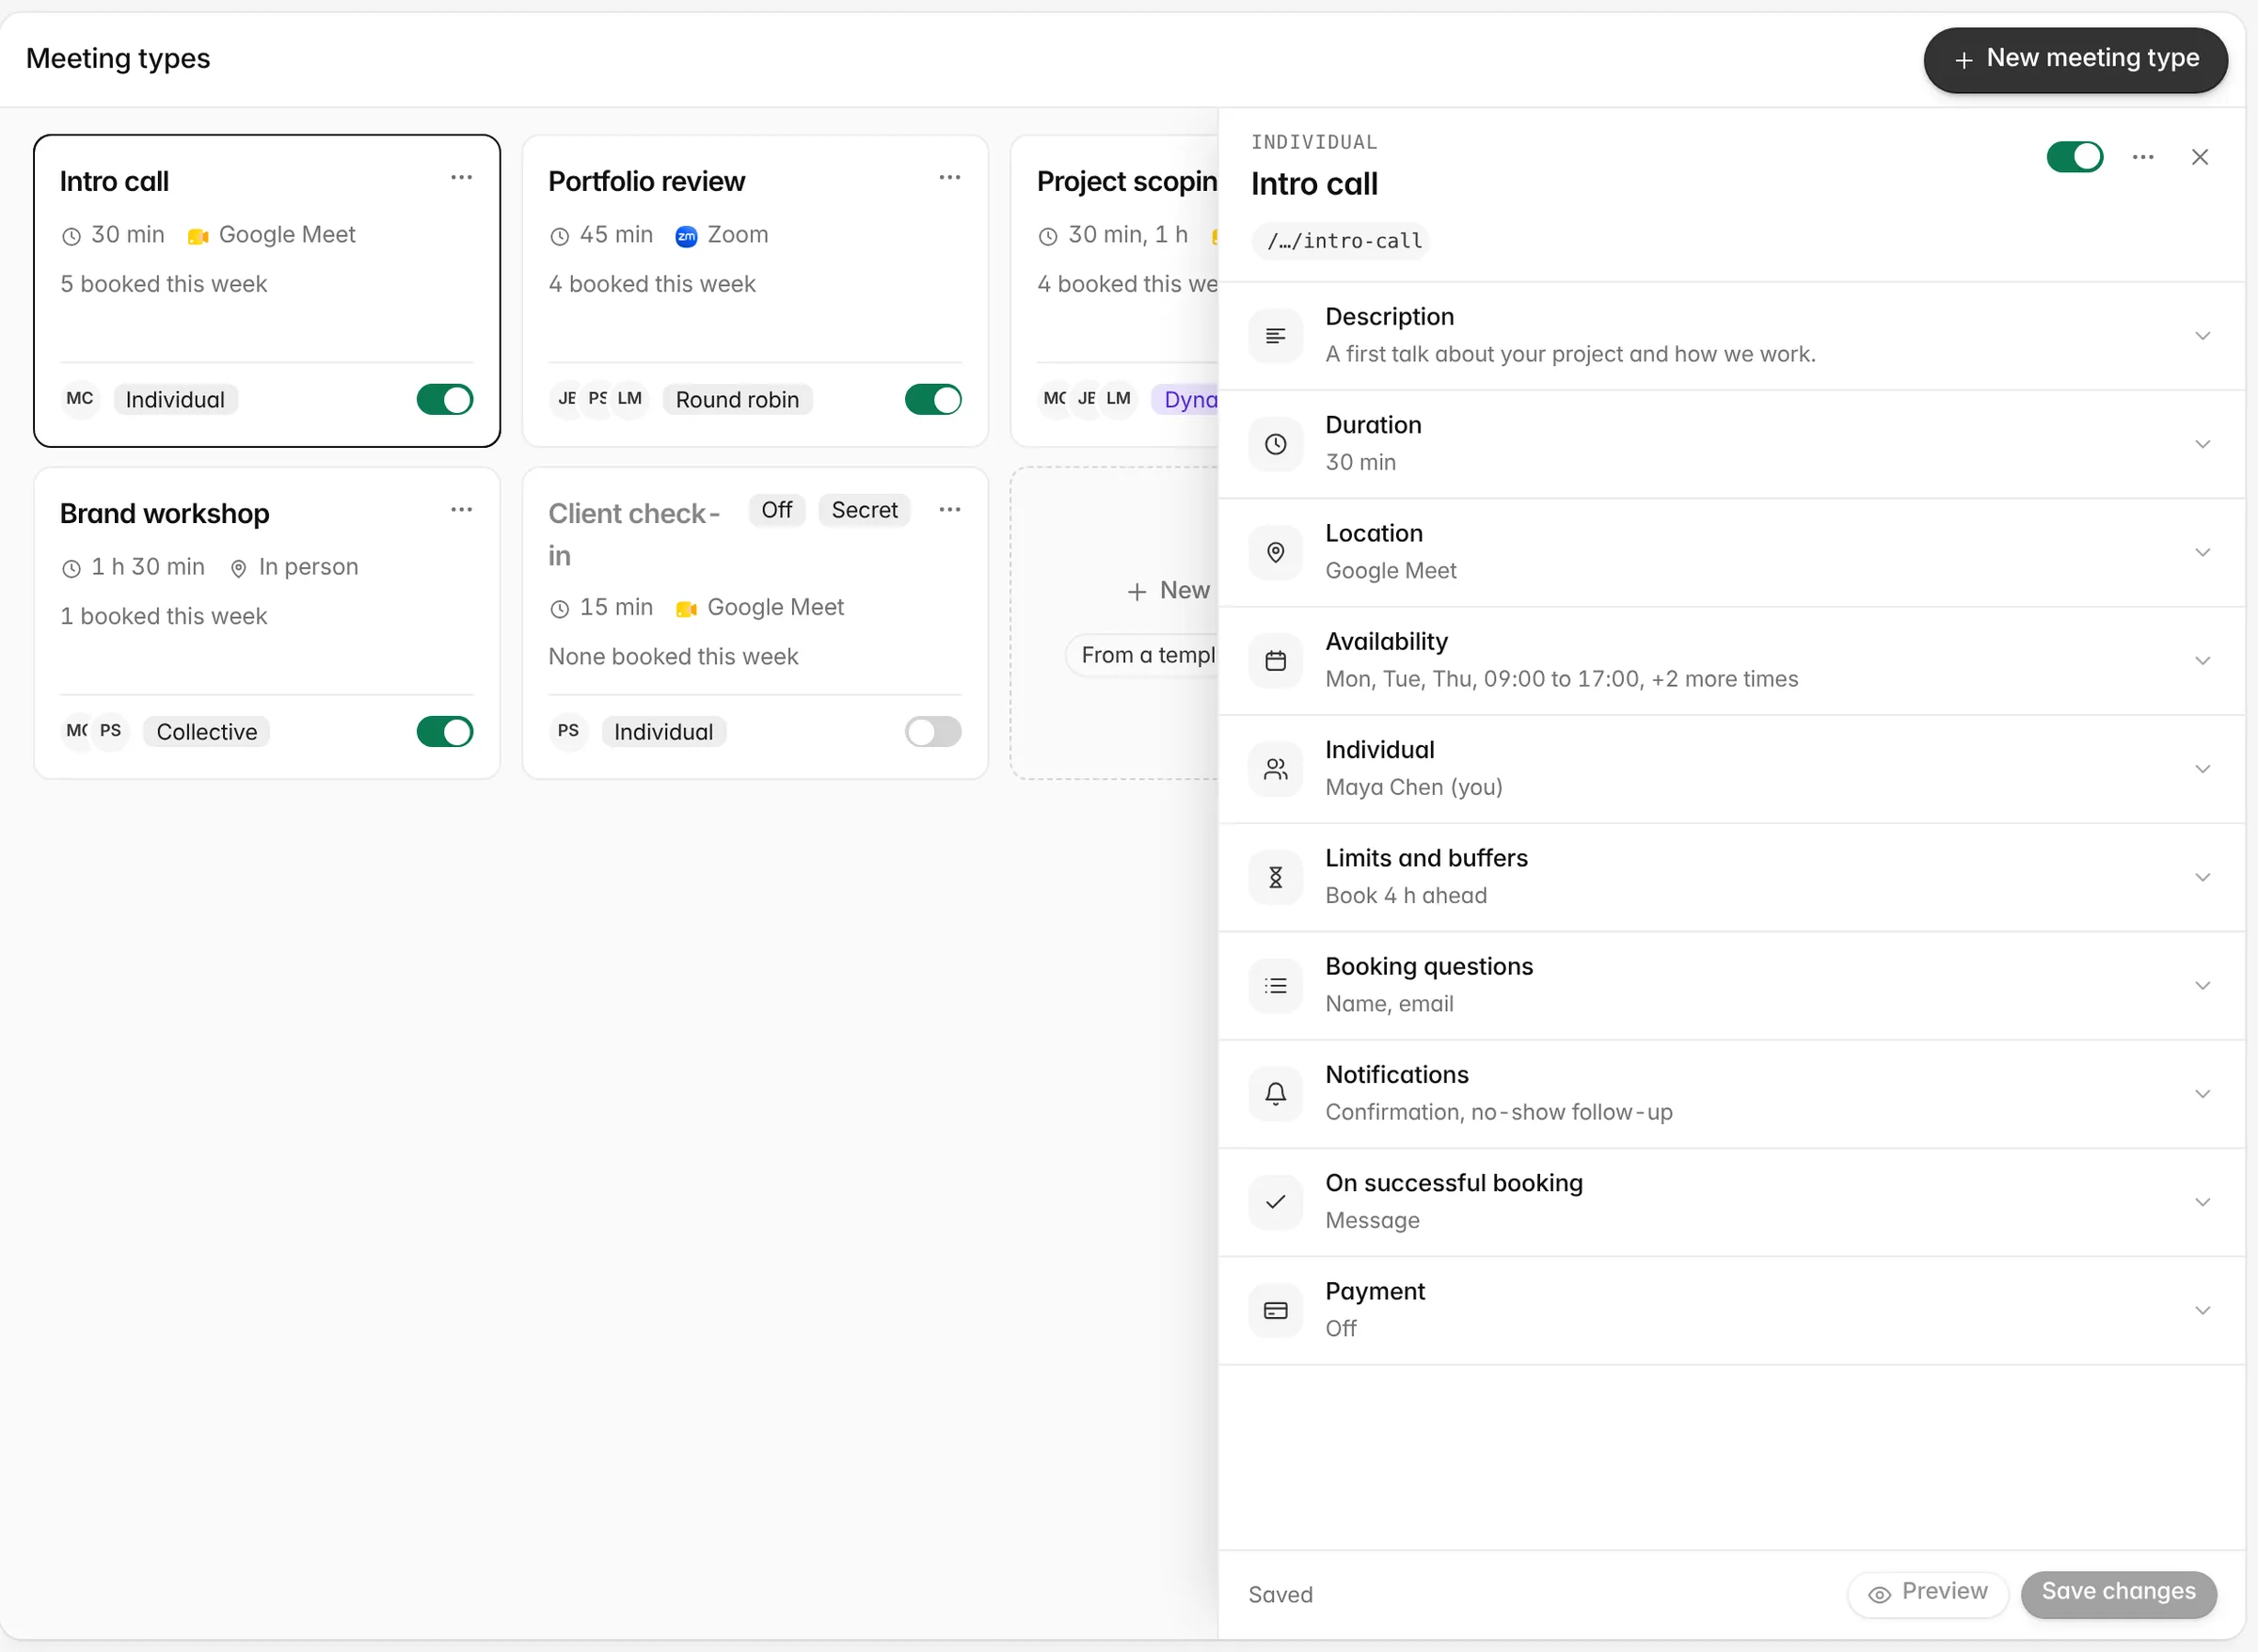 Meeting types
+ New meeting type
Intro call
30 min Google Meet
5 booked this week
MC Individual
Portfolio review
45 min zm Zoom
4 booked this week
JE PS LM Round robin
Project scopin
30 min, 1 h
4 booked this we
MC JE LM Dyna
Brand workshop
1 h 30 min In person
1 booked this week
MC PS Collective
Client check-
in
Off Secret
15 min Google Meet
None booked this week
PS Individual
+ New
From a templ
INDIVIDUAL
Intro call
/…/intro-call
Description
A first talk about your project and how we work.
Duration
30 min
Location
Google Meet
Availability
Mon, Tue, Thu, 09:00 to 17:00, +2 more times
Individual
Maya Chen (you)
Limits and buffers
Book 4 h ahead
Booking questions
Name, email
Notifications
Confirmation, no-show follow-up
On successful booking
Message
Payment
Off
Saved
Preview
Save changes